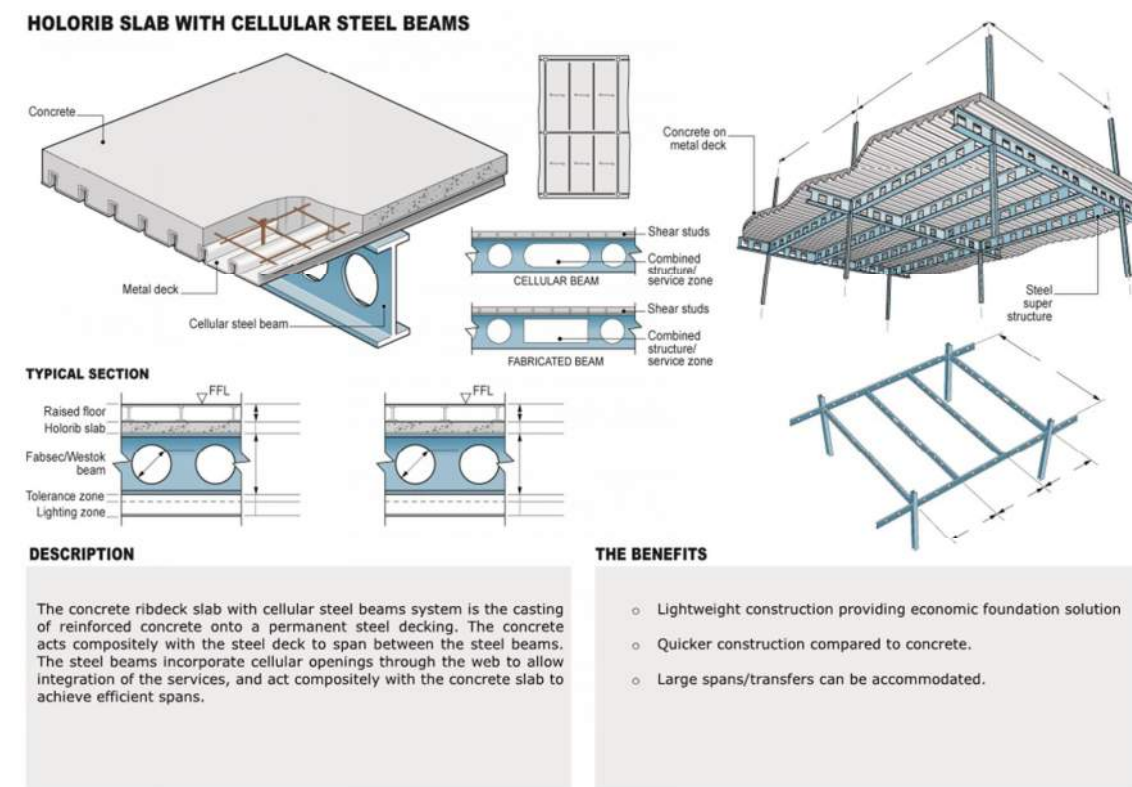 HOLORIB SLAB WITH CELLULAR STEEL BEAMS
Concrete
Metal deck
Cellular steel beam
Shear studs
Combined
structure/
service zone
CELLULAR BEAM
Shear studs
Combined
structure/
service zone
FABRICATED BEAM
Concrete on
metal deck
Steel
super
structure
TYPICAL SECTION
FFL
Raised floor
Holorib slab
Fabsec/Westok
beam
Tolerance zone
Lighting zone
FFL
DESCRIPTION
The concrete ribdeck slab with cellular steel beams system is the casting
of reinforced concrete onto a permanent steel decking. The concrete
acts compositely with the steel deck to span between the steel beams.
The steel beams incorporate cellular openings through the web to allow
integration of the services, and act compositely with the concrete slab to
achieve efficient spans.
THE BENEFITS
Lightweight construction providing economic foundation solution
Quicker construction compared to concrete.
Large spans/transfers can be accommodated.